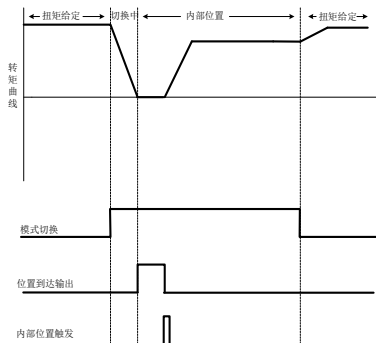 扭矩给定
切换中
内部位置
扭矩给定
转矩曲线
模式切换
位置到达输出
内部位置触发